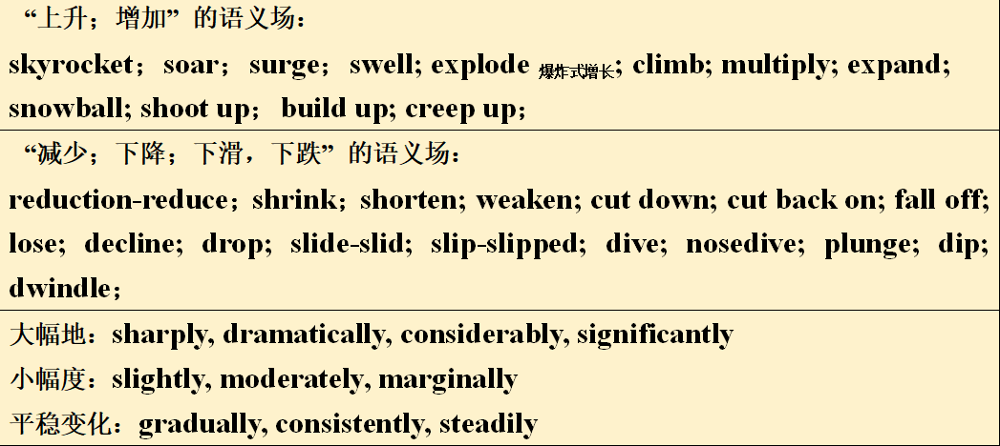 “上升；增加”的语义场：
skyrocket；soar；surge；swell; explode 爆炸式增长; climb; multiply; expand;
snowball; shoot up； build up; creep up；
“减少；下降；下滑，下跌”的语义场：
reduction-reduce；shrink；shorten; weaken; cut down; cut back on; fall off;
lose; decline; drop; slide-slid; slip-slipped; dive; nosedive; plunge; dip;
dwindle；
大幅地：sharply, dramatically, considerably, significantly
小幅度：slightly, moderately, marginally
平稳变化：gradually, consistently, steadily